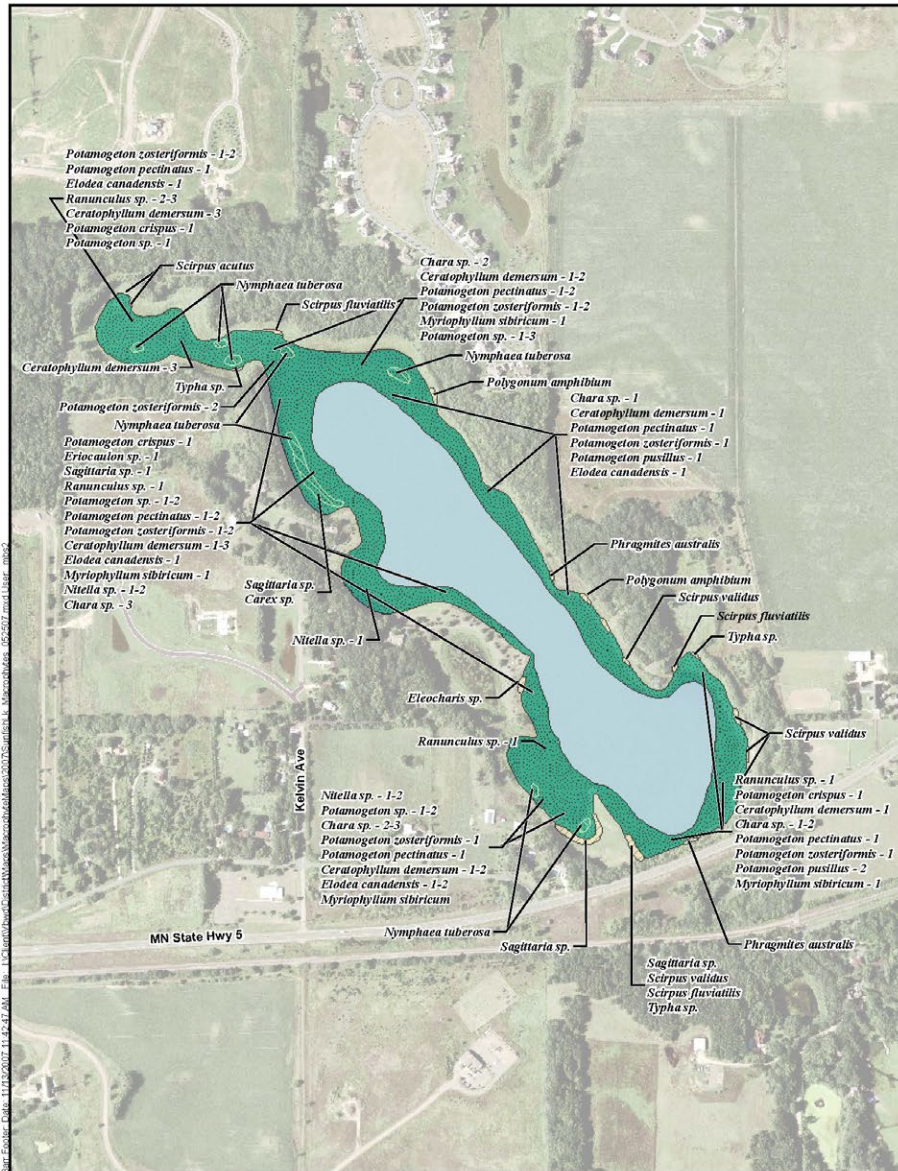 Potamogeton zosteriformis - 1-2
Potamogeton pectinatus - 1
Elodea canadensis - 1
Ranunculus sp. - 2-3
Ceratophyllum demersum - 3
Potamogeton crispus - 1
Potamogeton sp. - 1
Scirpus acutus
Nymphaea tuberosa
Scirpus fluviatilis
Chara sp. - 2
Ceratophyllum demersum - 1-2
Potamogeton pectinatus - 1-2
Potamogeton zosteriformis - 1-2
Myriophyllum sibiricum - 1
Potamogeton sp. - 1-3
Nymphaea tuberosa
Ceratophyllum demersum - 3
Typha sp.
Polygonum amphibium
Potamogeton zosteriformis - 2
Nymphaea tuberosa
Chara sp. - 1
Ceratophyllum demersum - 1
Potamogeton pectinatus - 1
Potamogeton zosteriformis - 1
Potamogeton pusillus - 1
Elodea canadensis - 1
Potamogeton crispus - 1
Eriocaulon sp. - 1
Sagittaria sp. - 1
Ranunculus sp. - 1
Potamogeton sp. - 1-2
Potamogeton pectinatus - 1-2
Potamogeton zosteriformis - 1-2
Ceratophyllum demersum - 1-3
Elodea canadensis - 1
Myriophyllum sibiricum - 1
Nitella sp. - 1-2
Chara sp. - 3
Phragmites australis
Polygonum amphibium
Sagittaria sp.
Carex sp.
Scirpus validus
Scirpus fluviatilis
Typha sp.
Nitella sp. - 1
Eleocharis sp.
Scirpus validus
Ranunculus sp. - 1
Kelvin Ave
Nitella sp. - 1-2
Potamogeton sp. - 1-2
Chara sp. - 2-3
Potamogeton zosteriformis - 1
Potamogeton pectinatus - 1
Ceratophyllum demersum - 1-2
Elodea canadensis - 1-2
Myriophyllum sibiricum
Ranunculus sp. - 1
Potamogeton crispus - 1
Ceratophyllum demersum - 1
Chara sp. - 1-2
Potamogeton pectinatus - 1
Potamogeton zosteriformis - 1
Potamogeton pusillus - 2
Myriophyllum sibiricum - 1
Nymphaea tuberosa
MN State Hwy 5
Sagittaria sp.
Phragmites australis
Sagittaria sp.
Scirpus validus
Scirpus fluviatilis
Typha sp.
Barr Footer: Date: 11/13/2007 11:42:47 AM File: